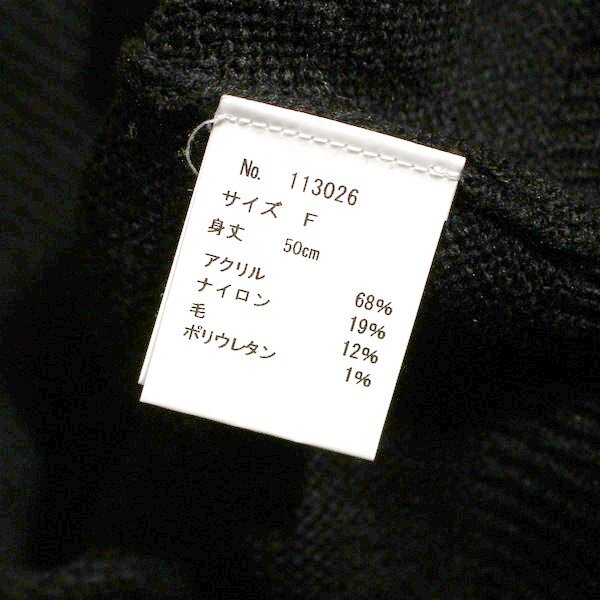 No. 113026
サイズ F
身丈 50cm
アクリル 68%
ナイロン 19%
毛 12%
ポリウレタン 1%